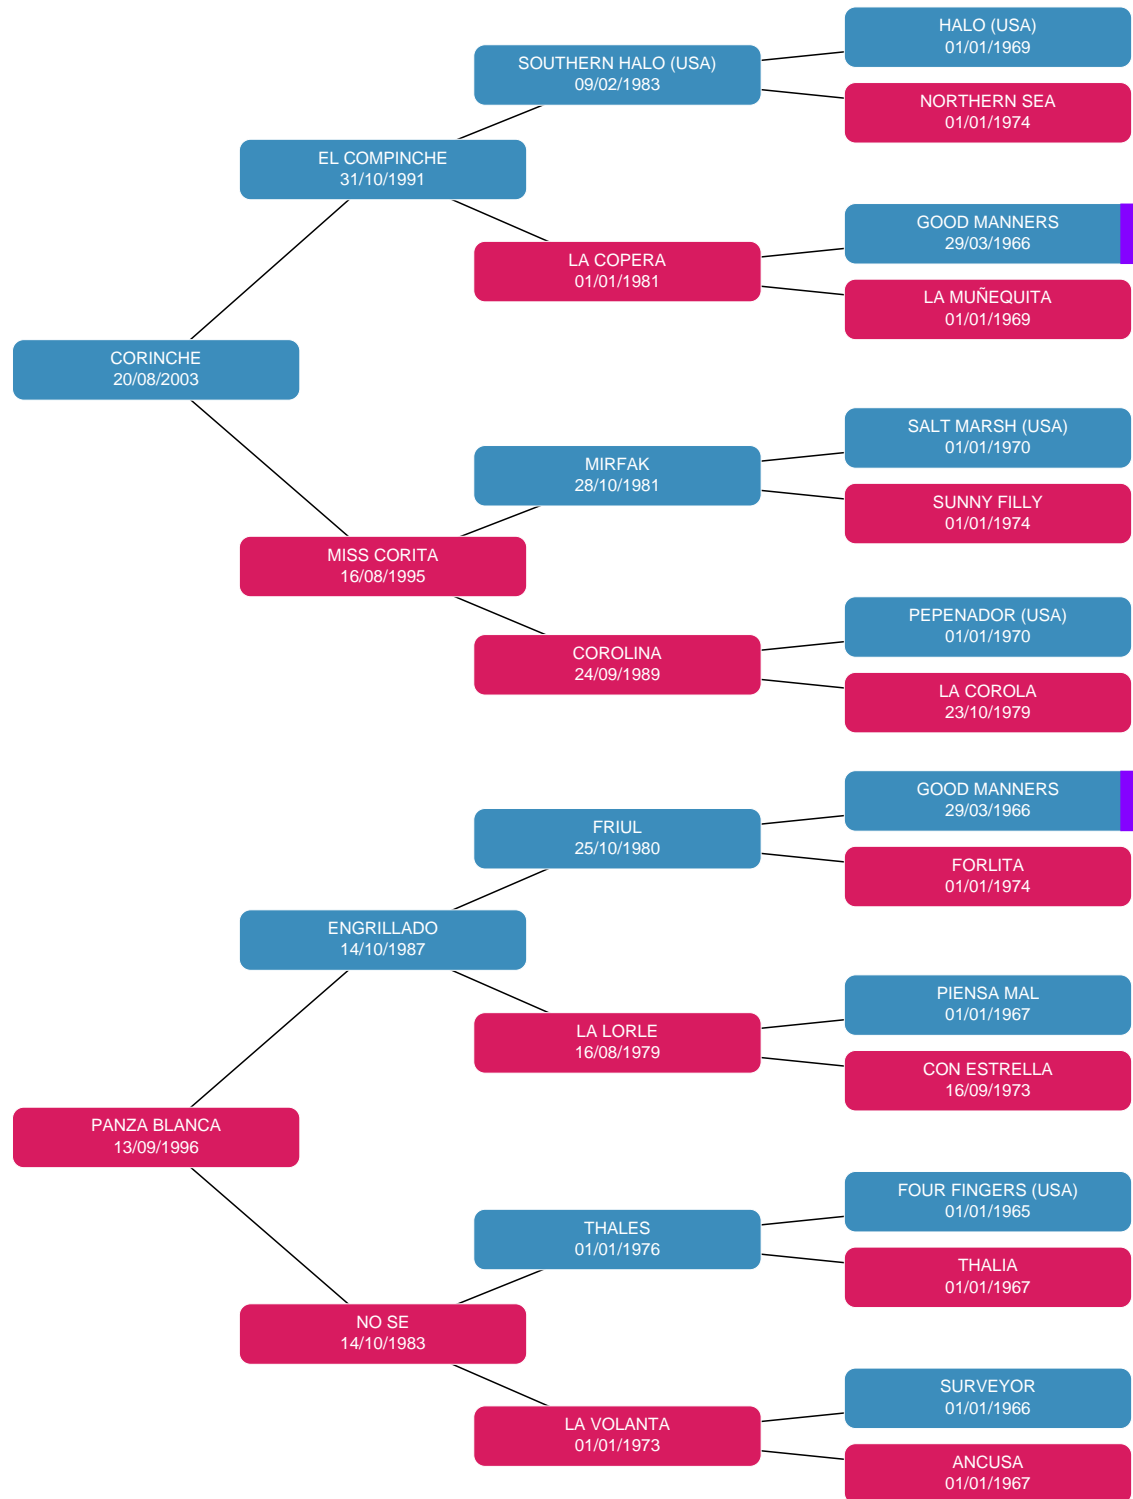 HALO (USA)
01/01/1969
SOUTHERN HALO (USA)
09/02/1983
NORTHERN SEA
01/01/1974
EL COMPINCHE
31/10/1991
GOOD MANNERS
29/03/1966
LA COPERA
01/01/1981
LA MUÑEQUITA
01/01/1969
CORINCHE
20/08/2003
SALT MARSH (USA)
01/01/1970
MIRFAK
28/10/1981
SUNNY FILLY
01/01/1974
MISS CORITA
16/08/1995
PEPENADOR (USA)
01/01/1970
COROLINA
24/09/1989
LA COROLA
23/10/1979
GOOD MANNERS
29/03/1966
FRIUL
25/10/1980
FORLITA
01/01/1974
ENGRILLADO
14/10/1987
PIENSA MAL
01/01/1967
LA LORLE
16/08/1979
CON ESTRELLA
16/09/1973
PANZA BLANCA
13/09/1996
FOUR FINGERS (USA)
01/01/1965
THALES
01/01/1976
THALIA
01/01/1967
NO SE
14/10/1983
SURVEYOR
01/01/1966
LA VOLANTA
01/01/1973
ANCUSA
01/01/1967